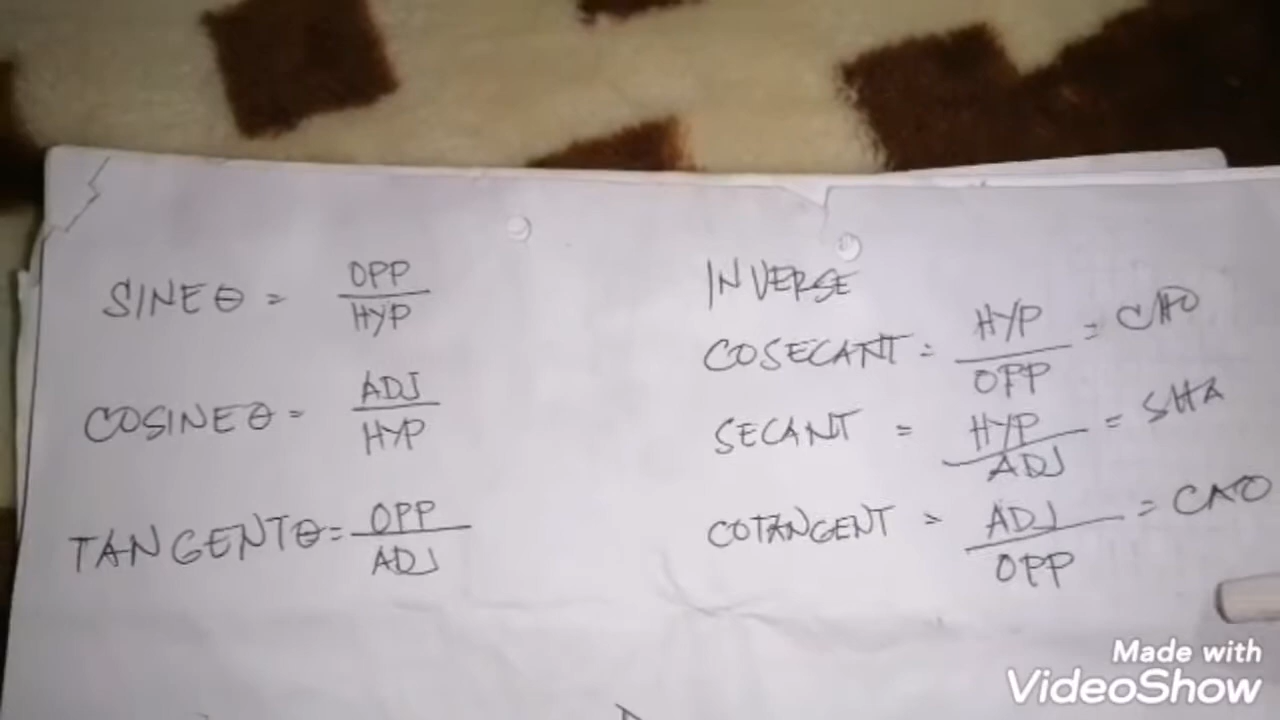 SINE θ = OPP/HYP
COSINE θ = ADJ/HYP
TANGENT θ = OPP/ADJ
INVERSE
COSECANT = HYP/OPP = CHO
SECANT = HYP/ADJ = SHA
COTANGENT = ADJ/OPP = CAO
Made with
VideoShow